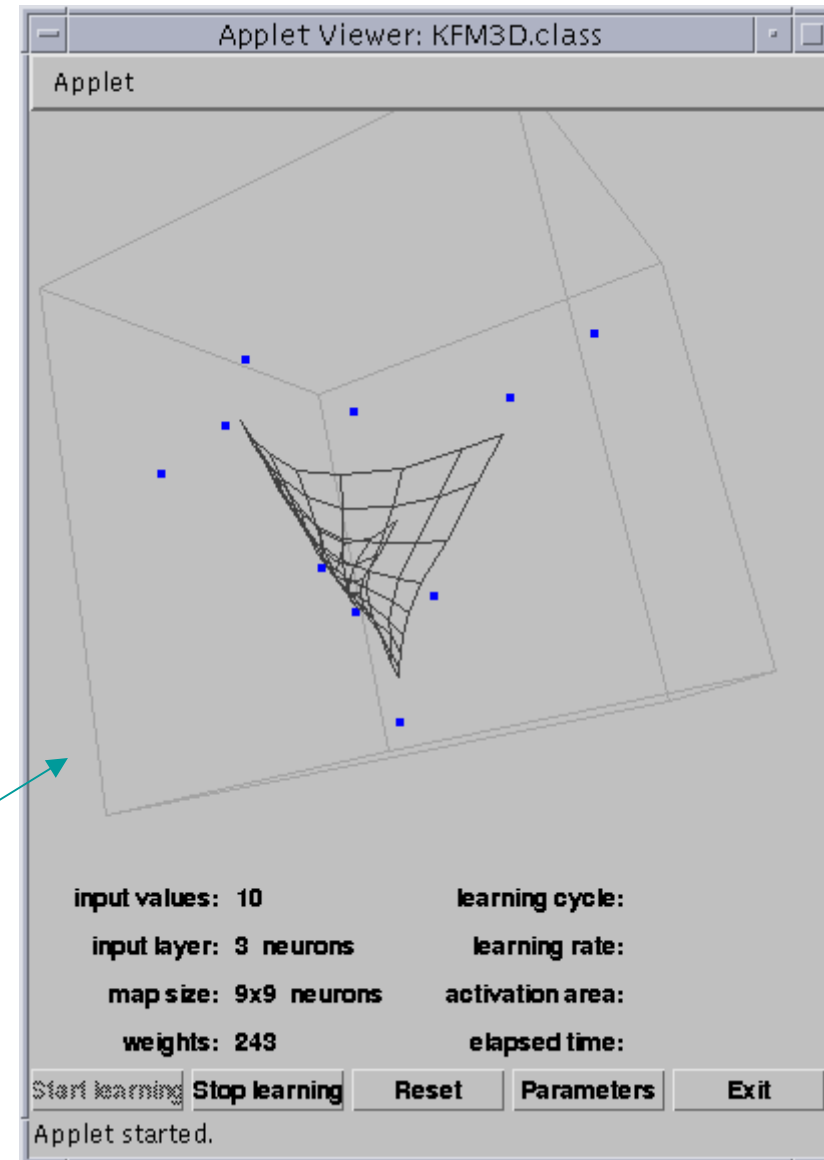 Applet Viewer: KFM3D.class
Applet
input values: 10 learning cycle:
input layer: 3 neurons learning rate:
map size: 9x9 neurons activation area:
weights: 243 elapsed time:
Start learning Stop learning Reset Parameters Exit
Applet started.